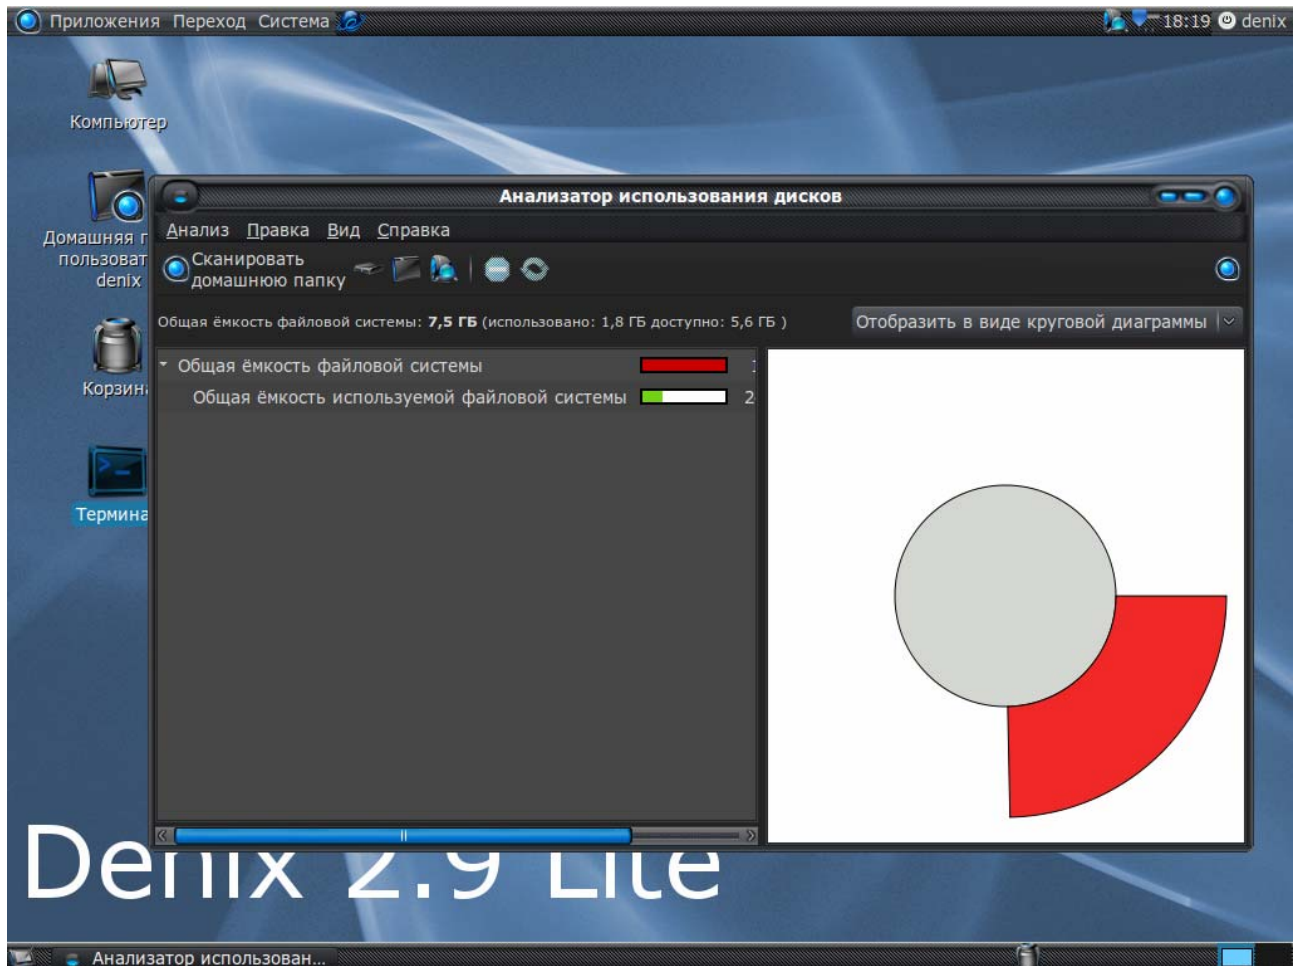 Приложения Переход Система
18:19 denix
Компьютер
Домашняя п
пользоват
denix
Корзин
Термина
Анализатор использования дисков
Анализ Правка Вид Справка
Сканировать
домашнюю папку
Общая ёмкость файловой системы: 7,5 ГБ (использовано: 1,8 ГБ доступно: 5,6 ГБ )
Отобразить в виде круговой диаграммы
Общая ёмкость файловой системы
Общая ёмкость используемой файловой системы 2
Denix 2.9 Lite
Анализатор использован...